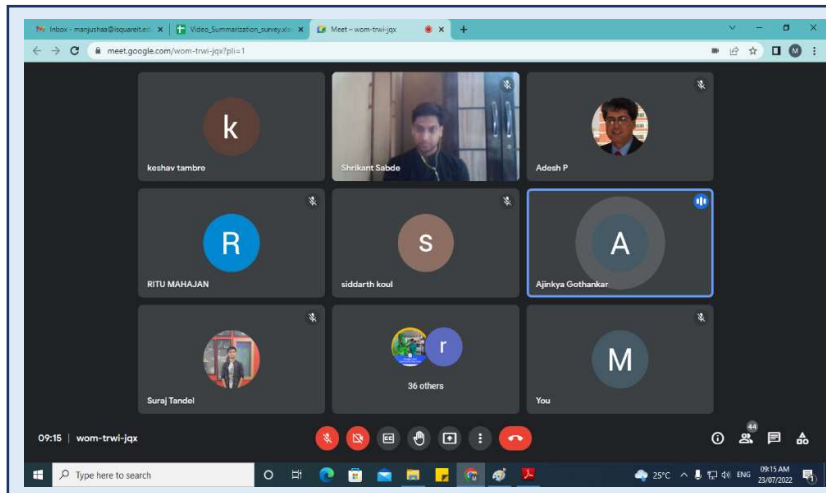 Inbox - manjushaa@isquareit.ed
Video_Summarization_survey.xls
Meet – wom-trwi-jqx
meet.google.com/wom-trwi-jqx?pli=1
M
k
keshav tambre
Shrikant Sabde
Adesh P
R
RITU MAHAJAN
s
siddarth koul
A
Ajinkya Gothankar
Suraj Tandel
r
36 others
M
You
09:15 | wom-trwi-jqx
44
Type here to search
25°C
ENG
09:15 AM
23/07/2022